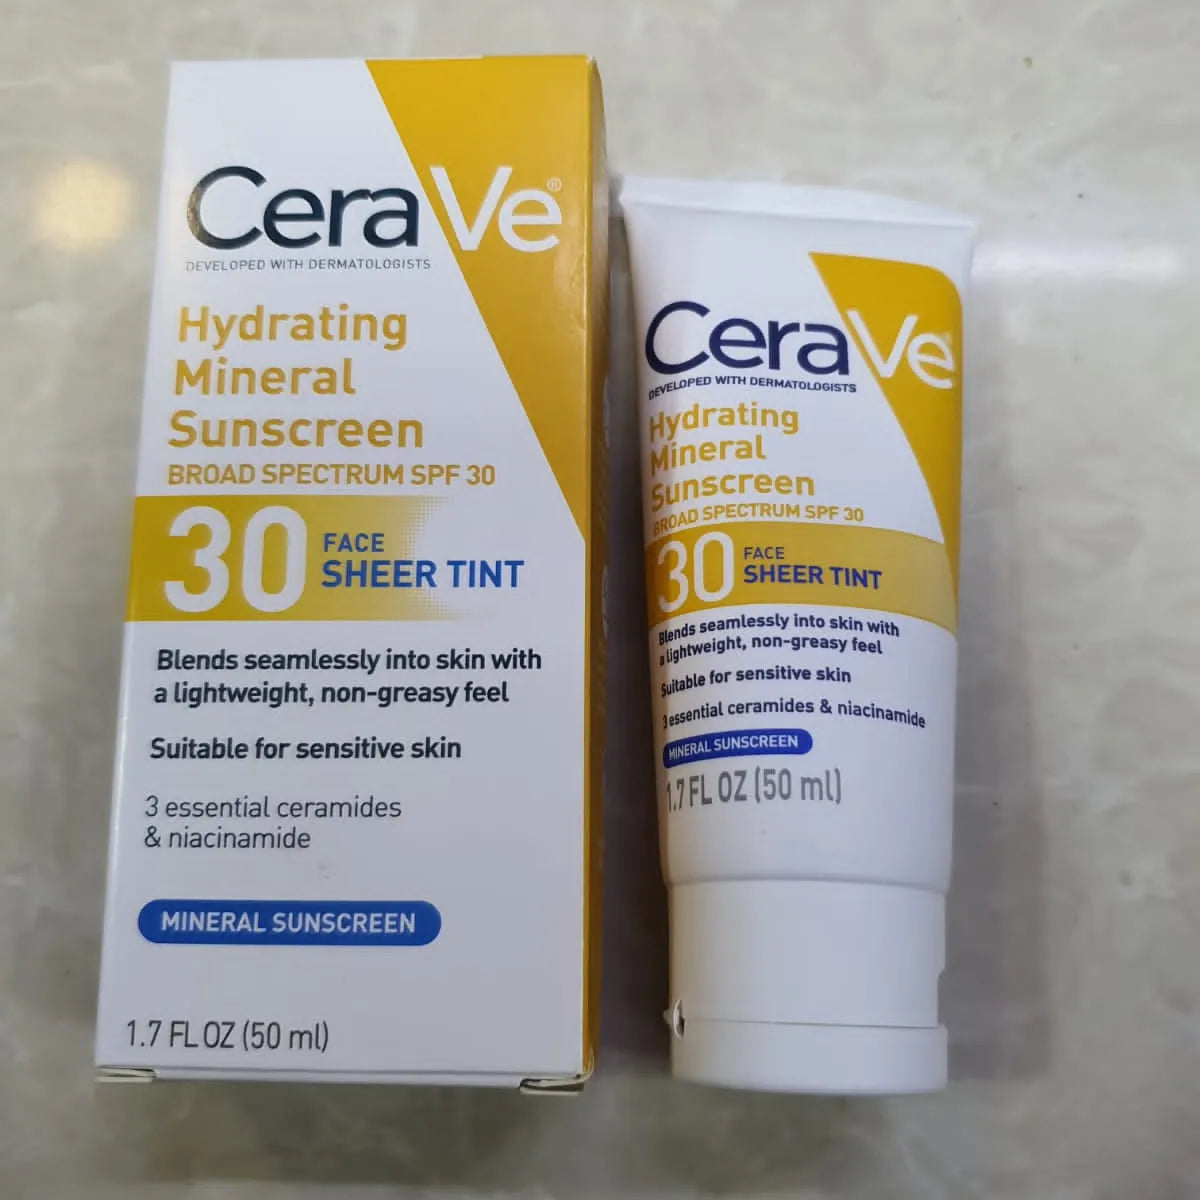 CeraVe®
DEVELOPED WITH DERMATOLOGISTS
Hydrating
Mineral
Sunscreen
BROAD SPECTRUM SPF 30
30 FACE
SHEER TINT
Blends seamlessly into skin with
a lightweight, non-greasy feel
Suitable for sensitive skin
3 essential ceramides
& niacinamide
MINERAL SUNSCREEN
1.7 FL OZ (50 ml)
CeraVe®
DEVELOPED WITH DERMATOLOGISTS
Hydrating
Mineral
Sunscreen
BROAD SPECTRUM SPF 30
30 FACE
SHEER TINT
Blends seamlessly into skin with
a lightweight, non-greasy feel
Suitable for sensitive skin
3 essential ceramides & niacinamide
MINERAL SUNSCREEN
1.7 FL OZ (50 ml)